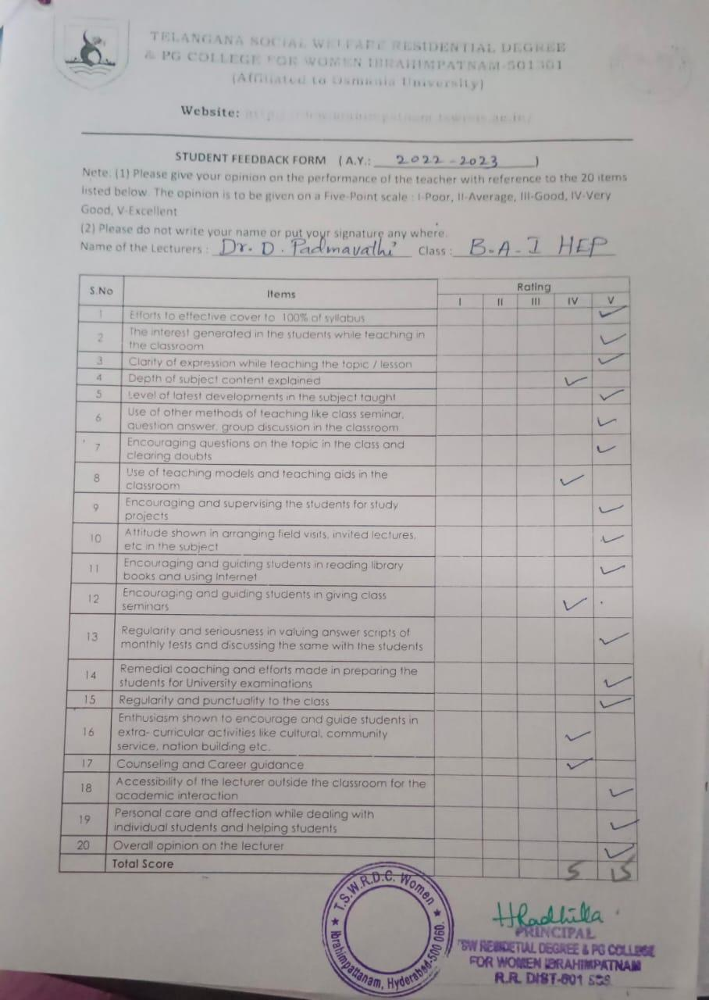 TELANGANA SOCIAL WELFARE RESIDENTIAL DEGREE
& PG COLLEGE FOR WOMEN IBRAHIMPATNAM-501301
(Affiliated to Osmania University)
Website:
STUDENT FEEDBACK FORM ( A.Y.: 2022-2023 )
Note: (1) Please give your opinion on the performance of the teacher with reference to the 20 items
listed below. The opinion is to be given on a Five-Point scale : I-Poor, II-Average, III-Good, IV-Very
Good, V-Excellent
(2) Please do not write your name or put your signature any where.
Name of the Lecturers : Dr. D. Padmavathi Class : B-A-I HEP
S.No Items Rating
I II III IV V
1 Efforts to effective cover to 100% of syllabus ✓
2 The interest generated in the students while teaching in
the classroom ✓
3 Clarity of expression while teaching the topic / lesson ✓
4 Depth of subject content explained ✓
5 Level of latest developments in the subject taught ✓
6 Use of other methods of teaching like class seminar,
question answer, group discussion in the classroom ✓
7 Encouraging questions on the topic in the class and
clearing doubts ✓
8 Use of teaching models and teaching aids in the
classroom ✓
9 Encouraging and supervising the students for study
projects ✓
10 Attitude shown in arranging field visits, invited lectures,
etc in the subject ✓
11 Encouraging and guiding students in reading library
books and using Internet ✓
12 Encouraging and guiding students in giving class
seminars ✓
13 Regularity and seriousness in valuing answer scripts of
monthly tests and discussing the same with the students ✓
14 Remedial coaching and efforts made in preparing the
students for University examinations ✓
15 Regularity and punctuality to the class ✓
16 Enthusiasm shown to encourage and guide students in
extra- curricular activities like cultural, community
service, nation building etc. ✓
17 Counseling and Career guidance ✓
18 Accessibility of the lecturer outside the classroom for the
academic interaction ✓
19 Personal care and affection while dealing with
individual students and helping students ✓
20 Overall opinion on the lecturer ✓
Total Score 5 15
T.S.W.R.D.C. Women
Ibrahimpattanam, Hyderabad-500 060.
HRadhika
PRINCIPAL
TSW RESIDETIAL DEGREE & PG COLLEGE
FOR WOMEN IBRAHIMPATNAM
R.R. DIST-501